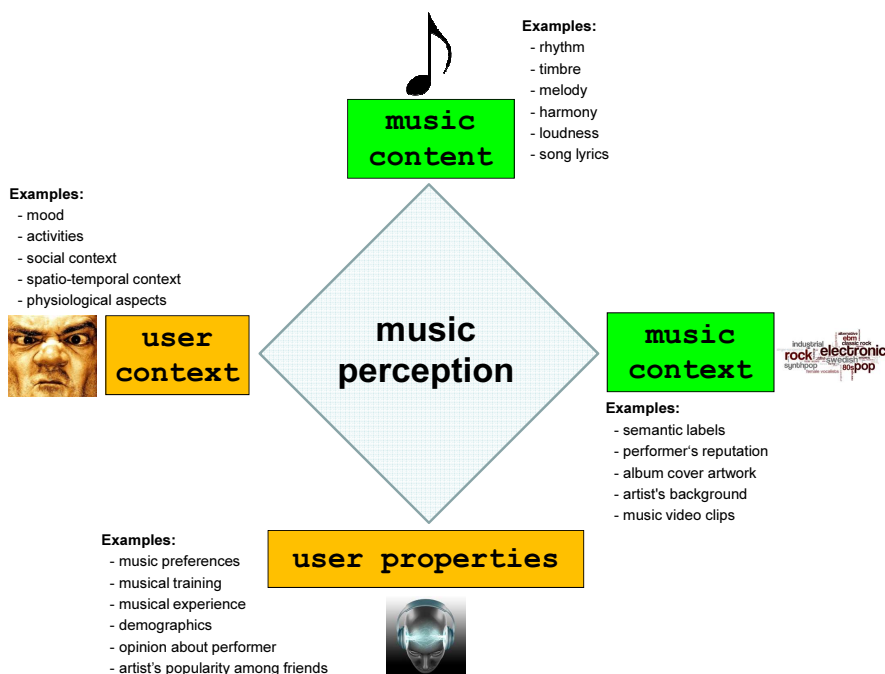 Examples:
- rhythm
- timbre
- melody
- harmony
- loudness
- song lyrics
music
content
Examples:
- mood
- activities
- social context
- spatio-temporal context
- physiological aspects
user
context
music
perception
music
context
alternative
ebm
classic rock
industrial
electronic
rock
swedish
synthpop
80s
pop
female vocalists
Examples:
- semantic labels
- performer‘s reputation
- album cover artwork
- artist's background
- music video clips
user properties
Examples:
- music preferences
- musical training
- musical experience
- demographics
- opinion about performer
- artist’s popularity among friends